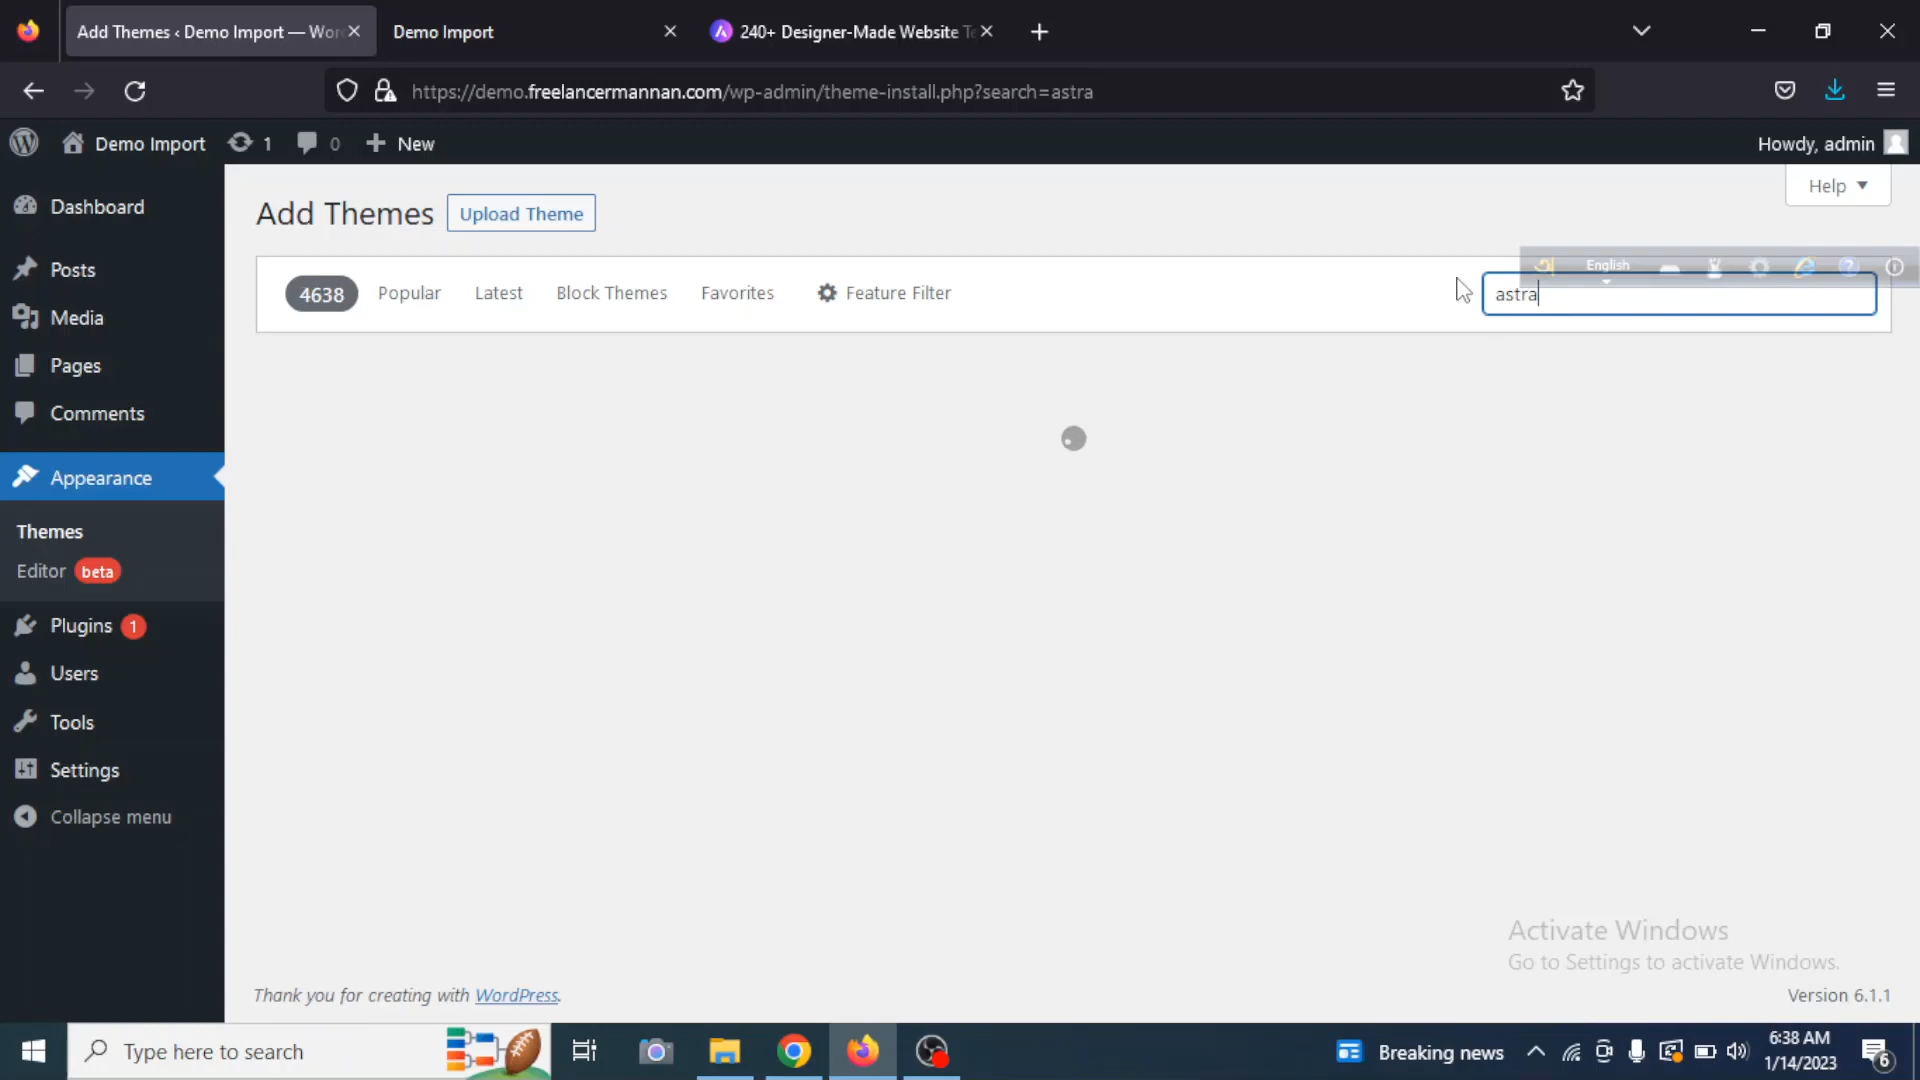 Add Themes ‹ Demo Import — Wor
Demo Import
240+ Designer-Made Website Te
https://demo.freelancermannan.com/wp-admin/theme-install.php?search=astra
Demo Import
1
0
New
Howdy, admin
Dashboard
Posts
Media
Pages
Comments
Appearance
Themes
Editor beta
Plugins 1
Users
Tools
Settings
Collapse menu
Add Themes
Upload Theme
Help
4638
Popular
Latest
Block Themes
Favorites
Feature Filter
English
astra
Activate Windows
Go to Settings to activate Windows.
Thank you for creating with WordPress.
Version 6.1.1
Type here to search
Breaking news
6:38 AM
1/14/2023
6